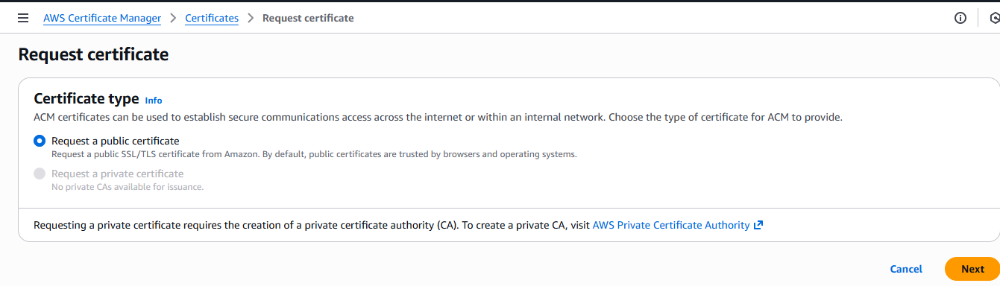 AWS Certificate Manager > Certificates > Request certificate
Request certificate
Certificate type Info
ACM certificates can be used to establish secure communications access across the internet or within an internal network. Choose the type of certificate for ACM to provide.
Request a public certificate
Request a public SSL/TLS certificate from Amazon. By default, public certificates are trusted by browsers and operating systems.
Request a private certificate
No private CAs available for issuance.
Requesting a private certificate requires the creation of a private certificate authority (CA). To create a private CA, visit AWS Private Certificate Authority
Cancel Next